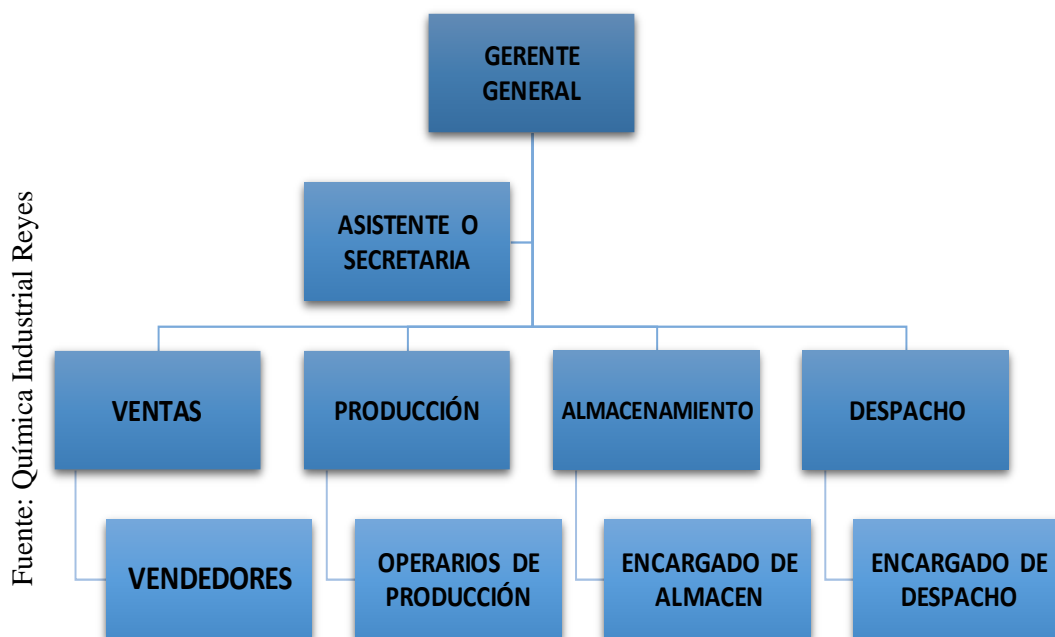 GERENTE
GENERAL
ASISTENTE O
SECRETARIA
VENTAS
PRODUCCIÓN
ALMACENAMIENTO
DESPACHO
VENDEDORES
OPERARIOS DE
PRODUCCIÓN
ENCARGADO DE
ALMACEN
ENCARGADO DE
DESPACHO
Fuente: Química Industrial Reyes